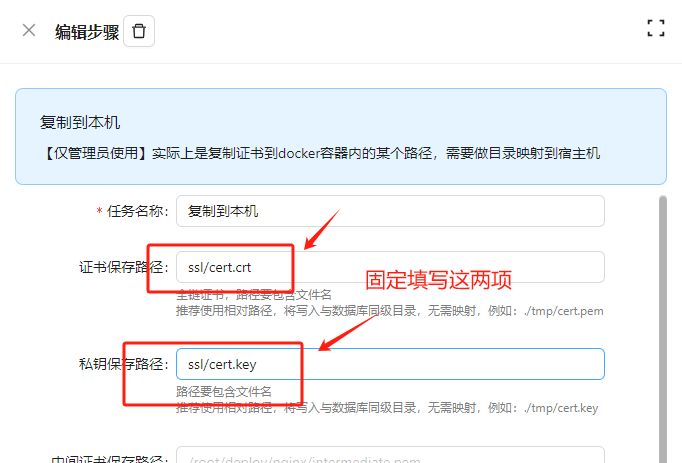 编辑步骤
复制到本机
【仅管理员使用】实际上是复制证书到docker容器内的某个路径，需要做目录映射到宿主机
* 任务名称： 复制到本机
证书保存路径： ssl/cert.crt
全链证书，路径要包含文件名
推荐使用相对路径，将写入与数据库同级目录，无需映射，例如：./tmp/cert.pem
固定填写这两项
私钥保存路径： ssl/cert.key
路径要包含文件名
推荐使用相对路径，将写入与数据库同级目录，无需映射，例如：./tmp/cert.key
中间证书保存路径： /root/deploy/nginx/intermediate.pem